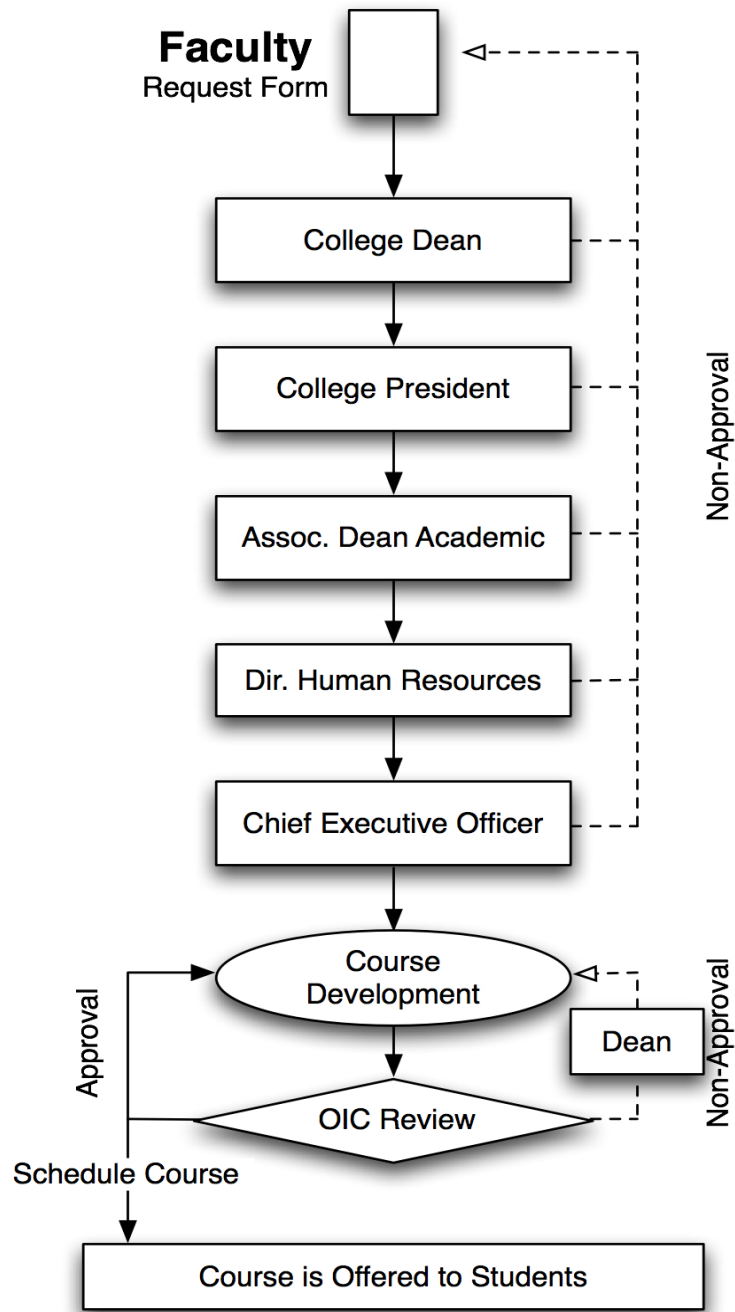 Faculty
Request Form
College Dean
College President
Non-Approval
Assoc. Dean Academic
Dir. Human Resources
Chief Executive Officer
Course
Development
Approval
Dean
Non-Approval
OIC Review
Schedule Course
Course is Offered to Students